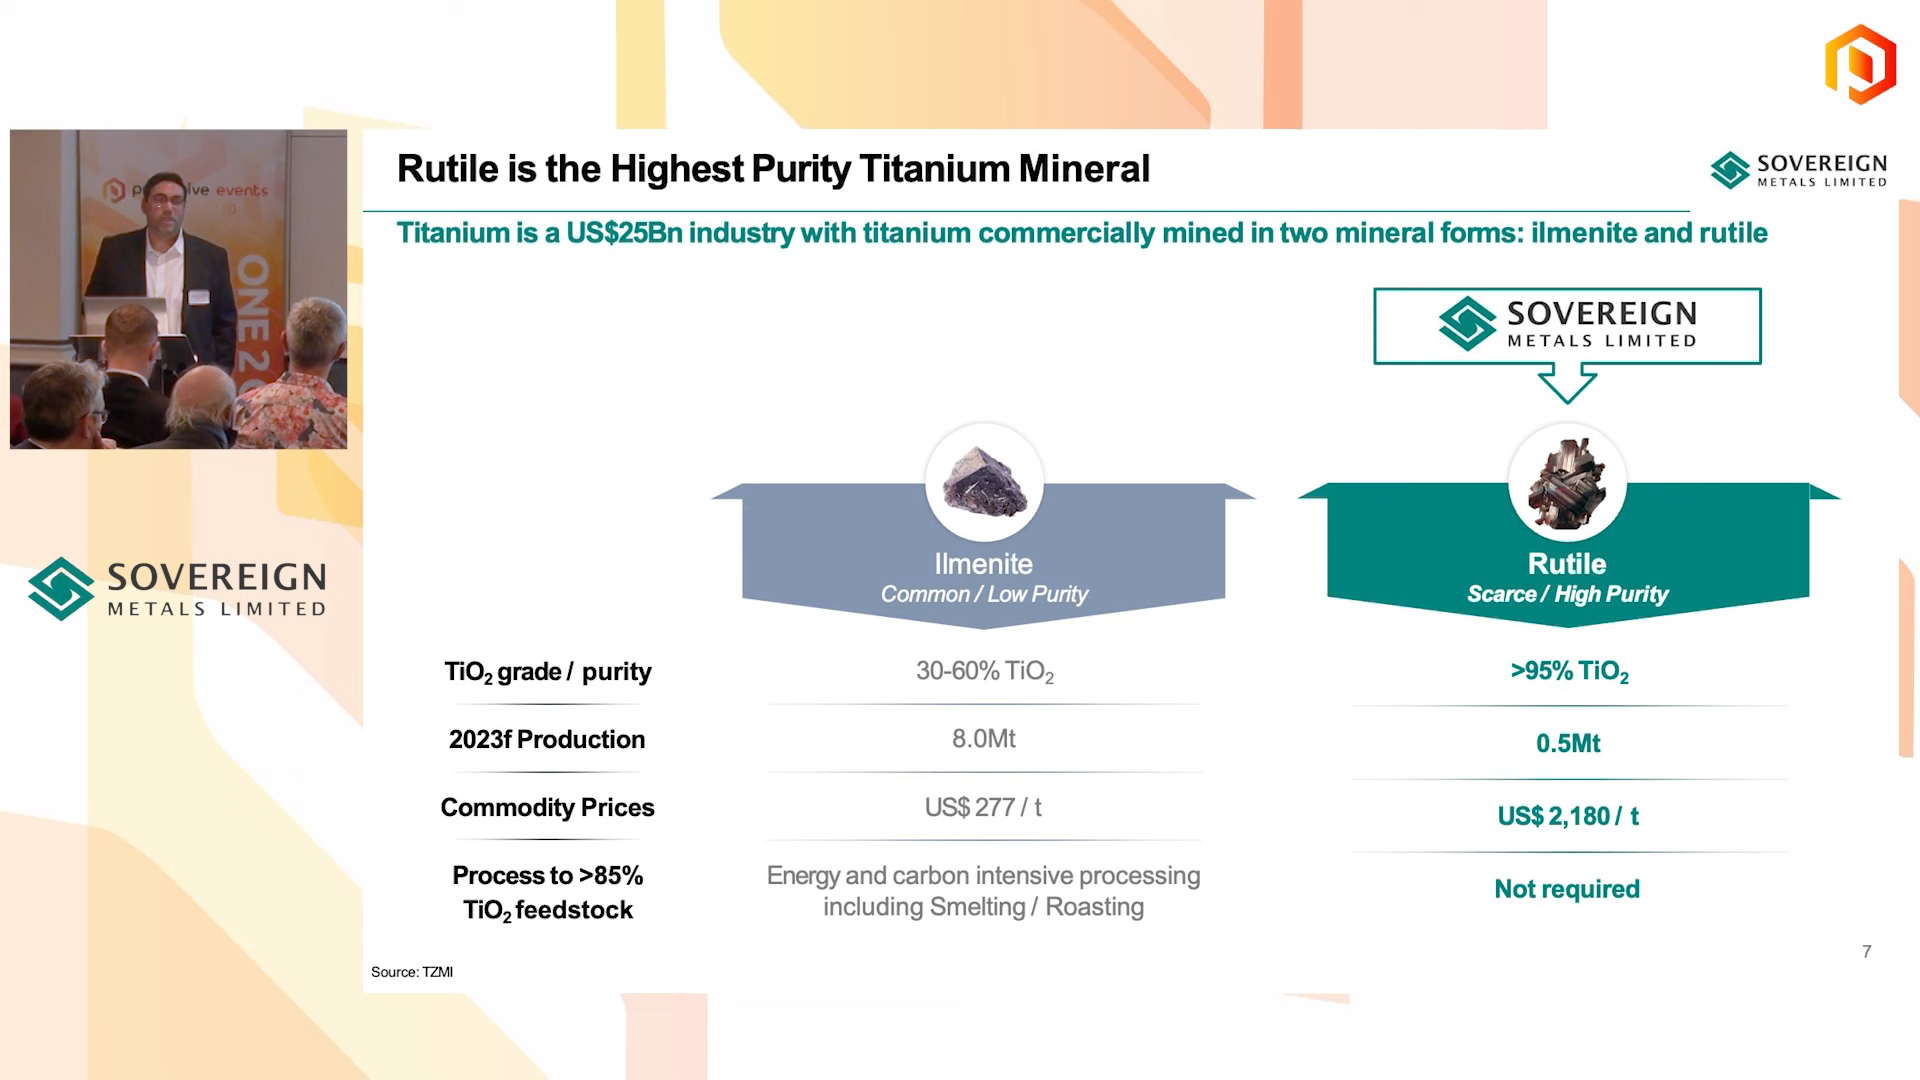 Rutile is the Highest Purity Titanium Mineral
SOVEREIGN
METALS LIMITED
Titanium is a US$25Bn industry with titanium commercially mined in two mineral forms: ilmenite and rutile
events
ONE 2
SOVEREIGN
METALS LIMITED
SOVEREIGN
METALS LIMITED
Ilmenite
Common / Low Purity
Rutile
Scarce / High Purity
TiO₂ grade / purity
30-60% TiO₂
>95% TiO₂
2023f Production
8.0Mt
0.5Mt
Commodity Prices
US$ 277 / t
US$ 2,180 / t
Process to >85%
TiO₂ feedstock
Energy and carbon intensive processing
including Smelting / Roasting
Not required
7
Source: TZMI